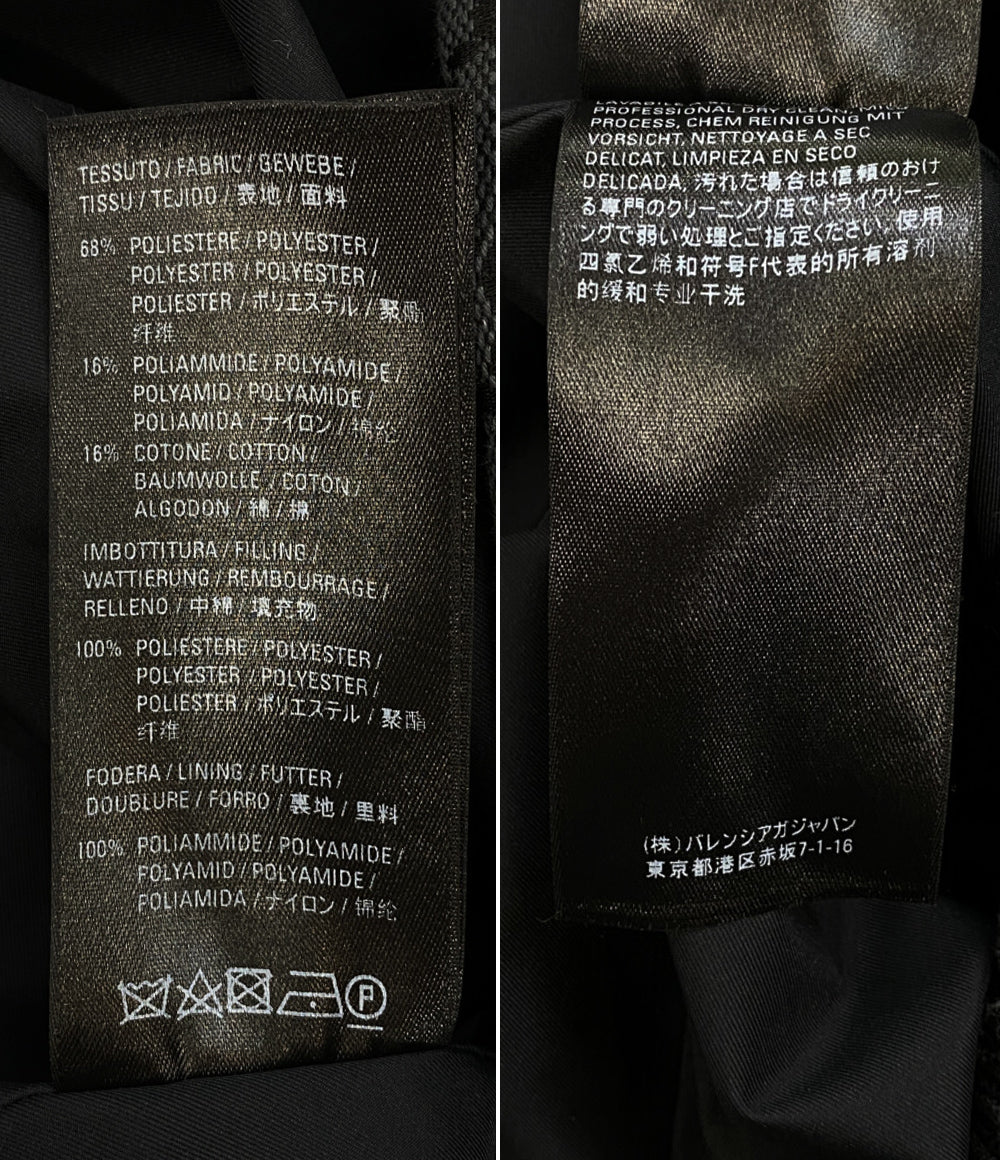 TESSUTO / FABRIC / GEWEBE /
TISSU / TEJIDO / 表地 / 面料
68% POLIESTERE / POLYESTER /
POLYESTER / POLYESTER /
POLIESTER / ポリエステル / 聚酯
纤维
16% POLIAMMIDE / POLYAMIDE /
POLYAMID / POLYAMIDE /
POLIAMIDA / ナイロン / 锦纶
16% COTONE / COTTON /
BAUMWOLLE / COTON /
ALGODON / 綿 / 棉
IMBOTTITURA / FILLING /
WATTIERUNG / REMBOURRAGE /
RELLENO / 中綿 / 填充物
100% POLIESTERE / POLYESTER /
POLYESTER / POLYESTER /
POLIESTER / ポリエステル / 聚酯
纤维
FODERA / LINING / FUTTER /
DOUBLURE / FORRO / 裏地 / 里料
100% POLIAMMIDE / POLYAMIDE /
POLYAMID / POLYAMIDE /
POLIAMIDA / ナイロン / 锦纶
P
PROFESSIONAL DRY CLEAN MILD
PROCESS, CHEM REINIGUNG MIT
VORSICHT, NETTOYAGE A SEC
DELICAT, LIMPIEZA EN SECO
DELICADA, 汚れた場合は信頼のおけ
る専門のクリーニング店でドライクリーニ
ングで弱い処理とご指定ください, 使用
四氯乙烯和符号F代表的所有溶剂
的缓和专业干洗
(株)バレンシアガジャパン
東京都港区赤坂7-1-16